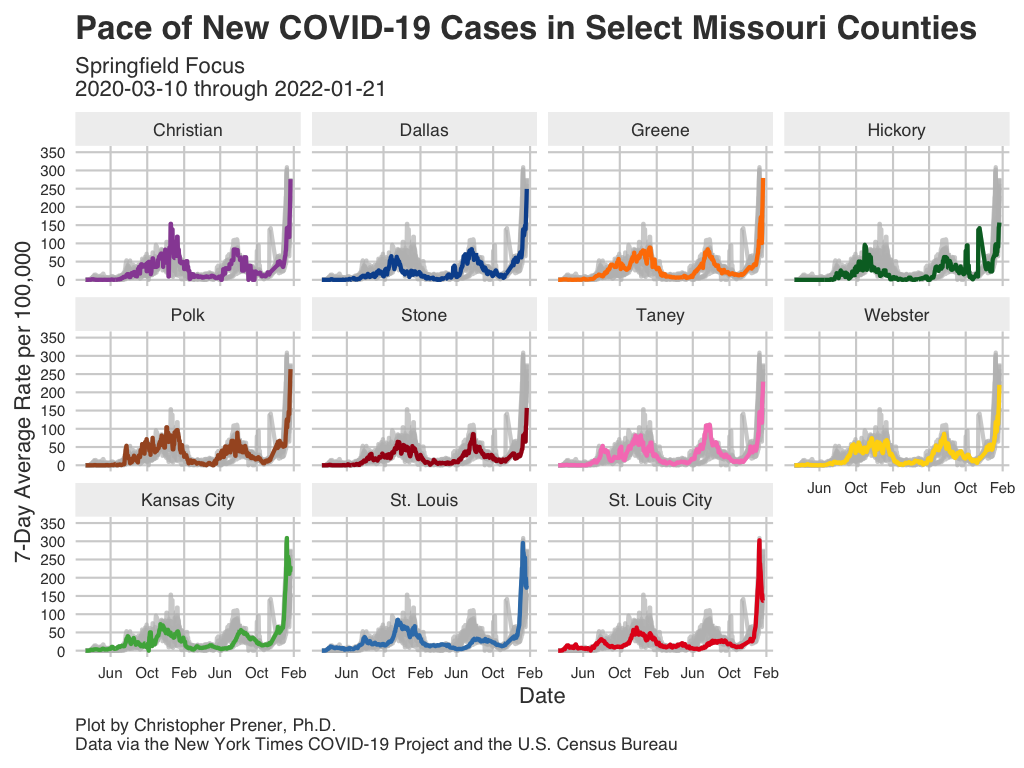 Pace of New COVID-19 Cases in Select Missouri Counties
Springfield Focus
2020-03-10 through 2022-01-21
Christian Dallas Greene Hickory
350
300
250
200
150
100
50
0
Polk Stone Taney Webster
350
300
250
200
150
100
50
0
Jun Oct Feb Jun Oct Feb
Kansas City St. Louis St. Louis City
350
300
250
200
150
100
50
0
Jun Oct Feb Jun Oct Feb Jun Oct Feb Jun Oct Feb Jun Oct Feb Jun Oct Feb
7-Day Average Rate per 100,000
Date
Plot by Christopher Prener, Ph.D.
Data via the New York Times COVID-19 Project and the U.S. Census Bureau